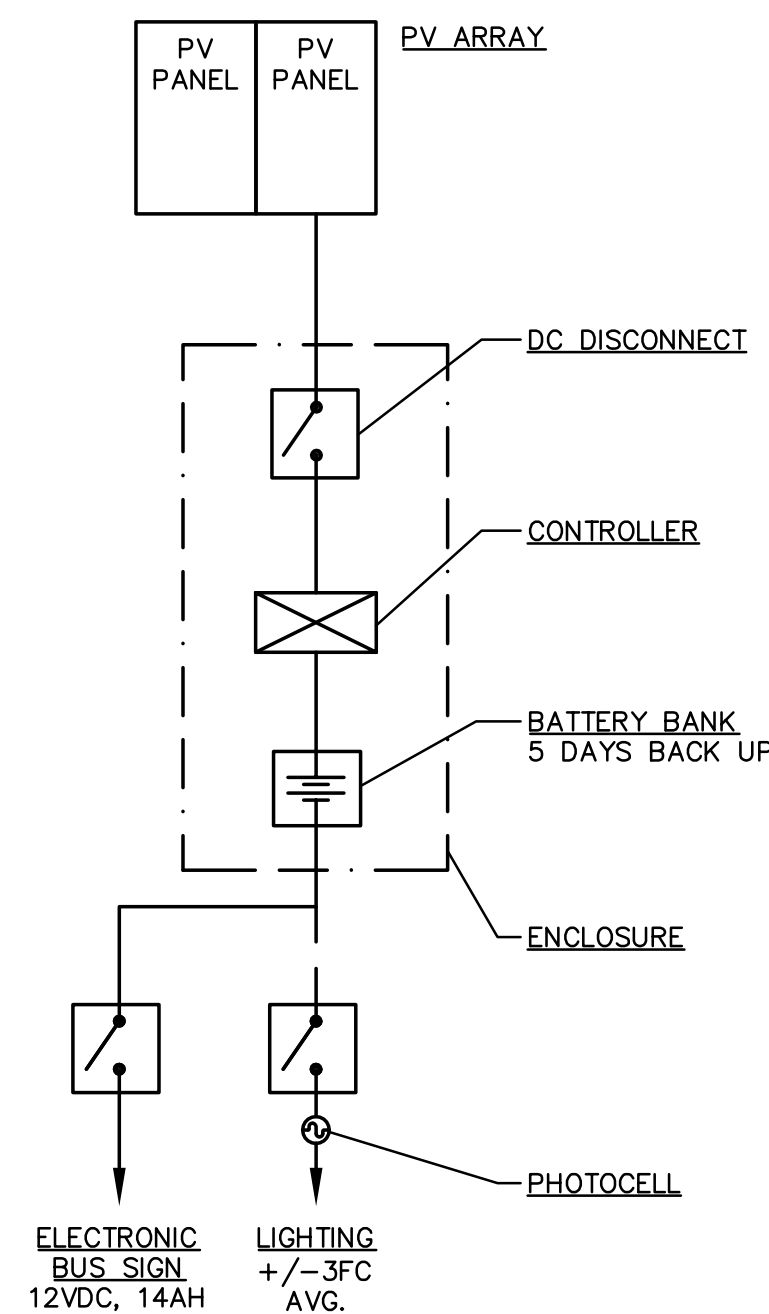 PV
PANEL
PV
PANEL
PV ARRAY
DC DISCONNECT
CONTROLLER
BATTERY BANK
5 DAYS BACK UP
ENCLOSURE
PHOTOCELL
ELECTRONIC
BUS SIGN
12VDC, 14AH
LIGHTING
+/-3FC
AVG.